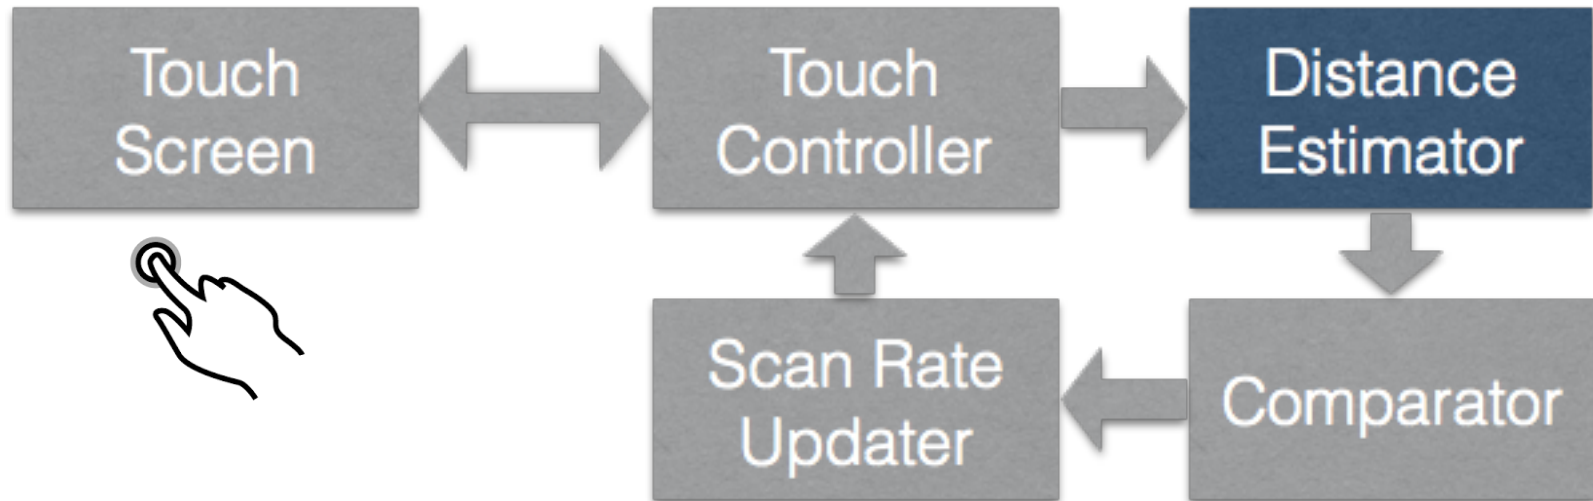 Touch
Screen
Touch
Controller
Distance
Estimator
Scan Rate
Updater
Comparator